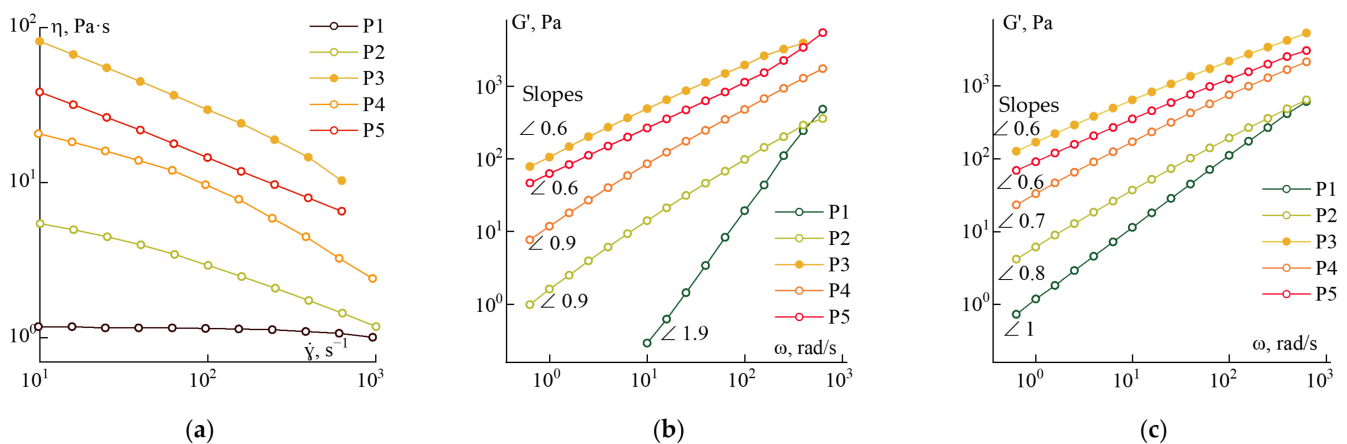 10² η, Pa·s
P1
P2
P3
P4
P5
10¹
10⁰
γ̇, s⁻¹
10¹ 10² 10³
(a)
G', Pa
10³
Slopes
∠ 0.6
10²
∠ 0.6
10¹
∠ 0.9
∠ 0.9
10⁰
∠ 1.9
P1
P2
P3
P4
P5
ω, rad/s
10⁰ 10¹ 10² 10³
(b)
G', Pa
10³
Slopes
∠ 0.6
10²
∠ 0.6
∠ 0.7
10¹
∠ 0.8
10⁰
∠ 1
P1
P2
P3
P4
P5
ω, rad/s
10⁰ 10¹ 10² 10³
(c)